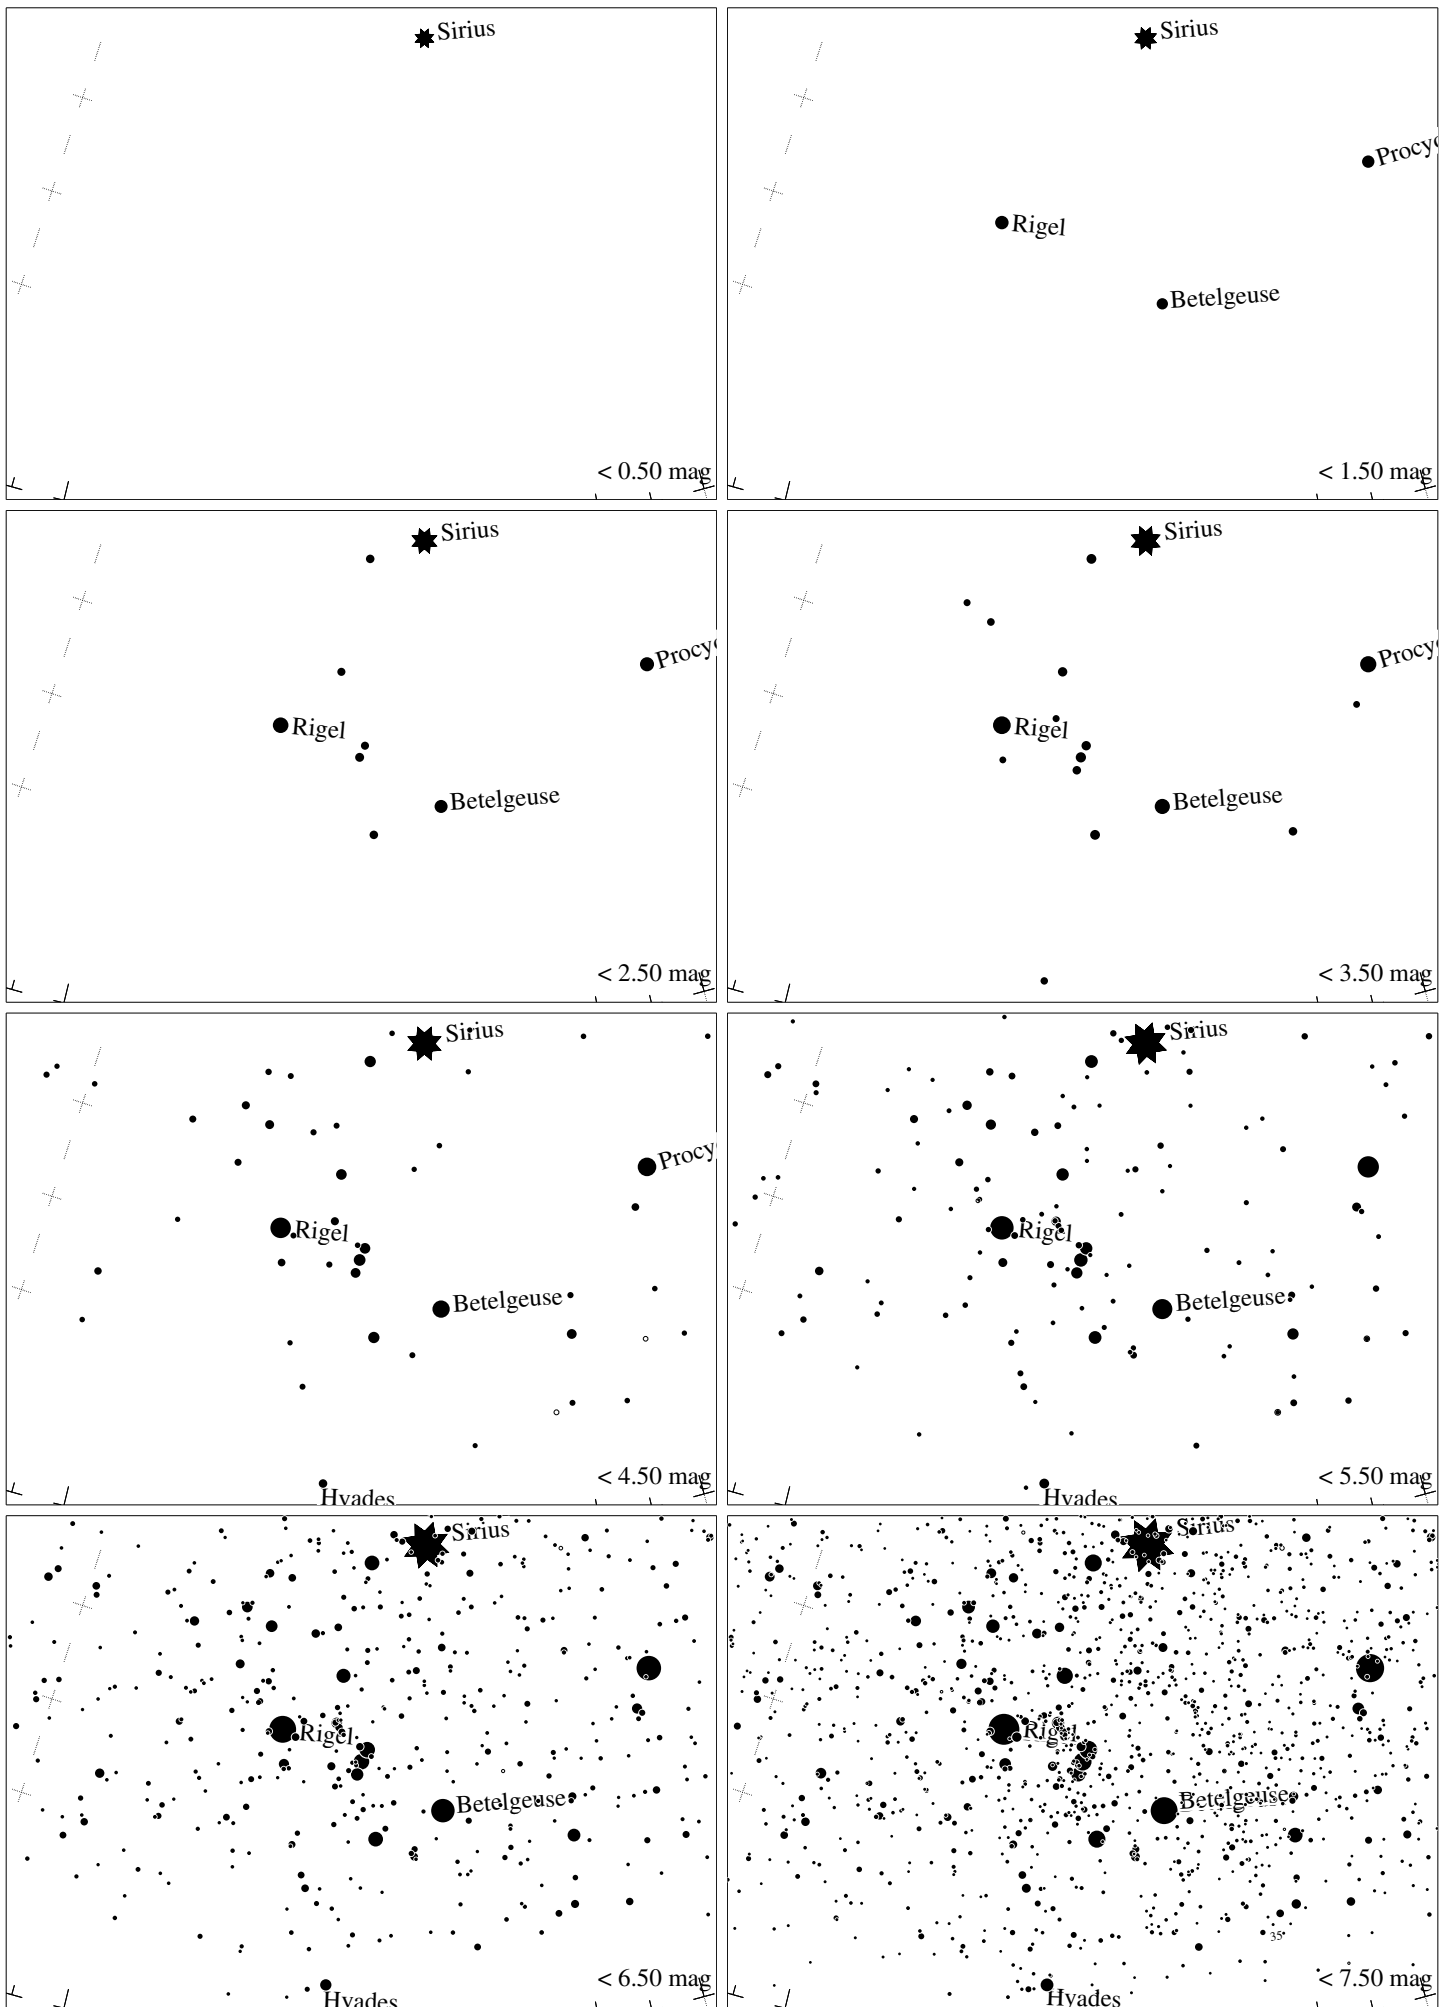 Sirius
< 0.50 mag
Sirius
Procyo
Rigel
Betelgeuse
< 1.50 mag
Sirius
Procyo
Rigel
Betelgeuse
< 2.50 mag
Sirius
Procyo
Rigel
Betelgeuse
< 3.50 mag
Sirius
Procy
Rigel
Betelgeuse
< 4.50 mag
Hyades
Sirius
Rigel
Betelgeuse
< 5.50 mag
Hyades
Sirius
Rigel
Betelgeuse
< 6.50 mag
Hyades
Sirius
Rigel
Betelgeuse
35
< 7.50 mag
Hyades